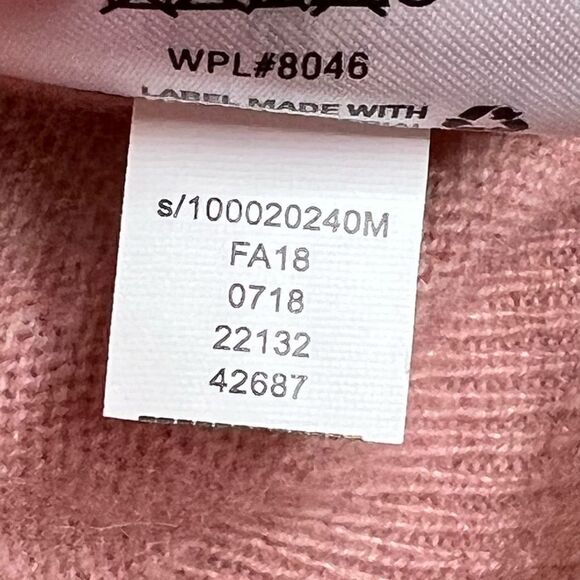 WPL#8046
LABEL MADE WITH
s/100020240M
FA18
0718
22132
42687